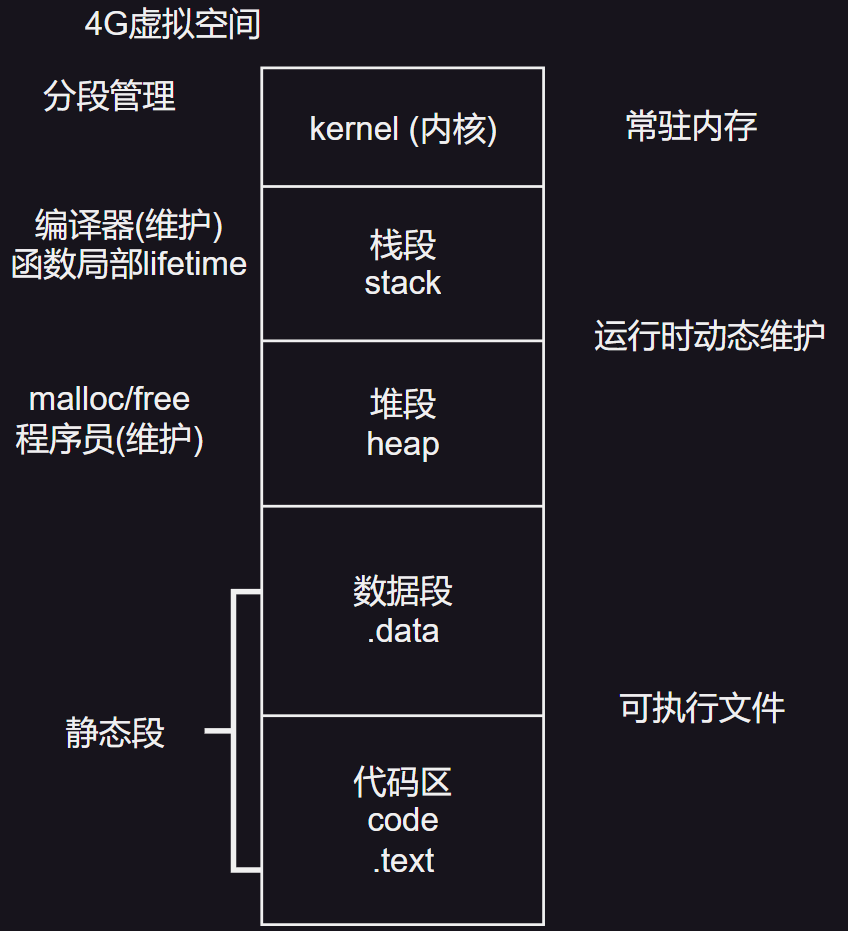 4G虚拟空间
分段管理
kernel (内核)
常驻内存
编译器(维护)
函数局部lifetime
栈段
stack
运行时动态维护
malloc/free
程序员(维护)
堆段
heap
数据段
.data
静态段
可执行文件
代码区
code
.text